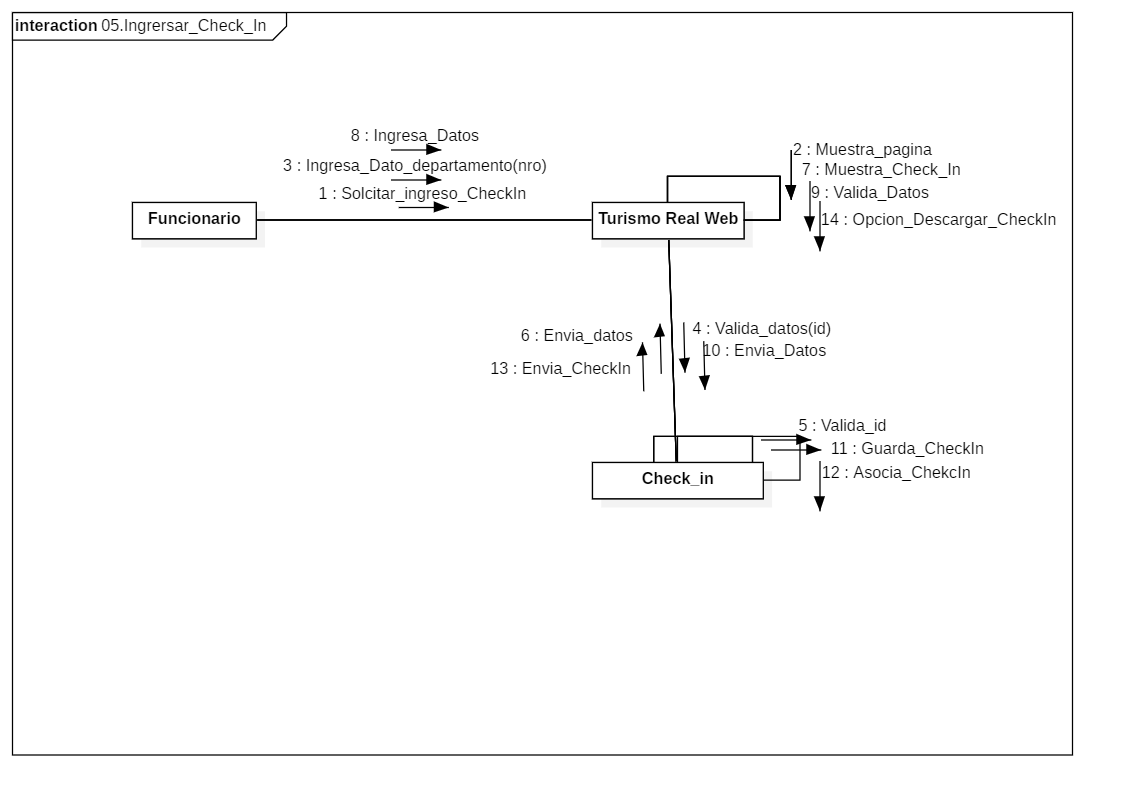 interaction 05.Ingrersar_Check_In
8 : Ingresa_Datos
3 : Ingresa_Dato_departamento(nro)
1 : Solcitar_ingreso_CheckIn
Funcionario
Turismo Real Web
2 : Muestra_pagina
7 : Muestra_Check_In
9 : Valida_Datos
14 : Opcion_Descargar_CheckIn
6 : Envia_datos
13 : Envia_CheckIn
4 : Valida_datos(id)
10 : Envia_Datos
5 : Valida_id
11 : Guarda_CheckIn
12 : Asocia_ChekcIn
Check_in